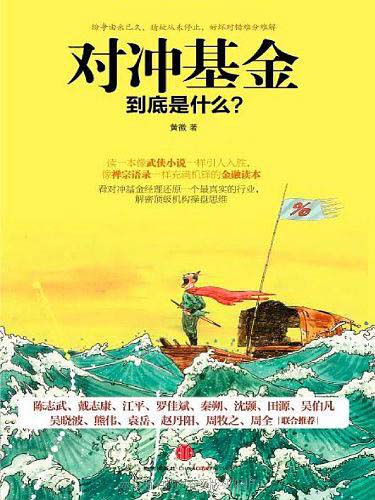 纷争由来已久，猜疑从未停止，好坏对错难分难解
对冲基金
到底是什么？
黄徽 著
读一本像武侠小说一样引人入胜，
像禅宗语录一样充满机锋的金融读本
看对冲基金经理还原一个最真实的行业，
解密顶级机构操盘思维
%
陈志武、戴志康、江平、罗佳斌、秦朔、沈颢、田源、吴伯凡
吴晓波、熊伟、袁岳、赵丹阳、周牧之、周全 | 联合推荐 |